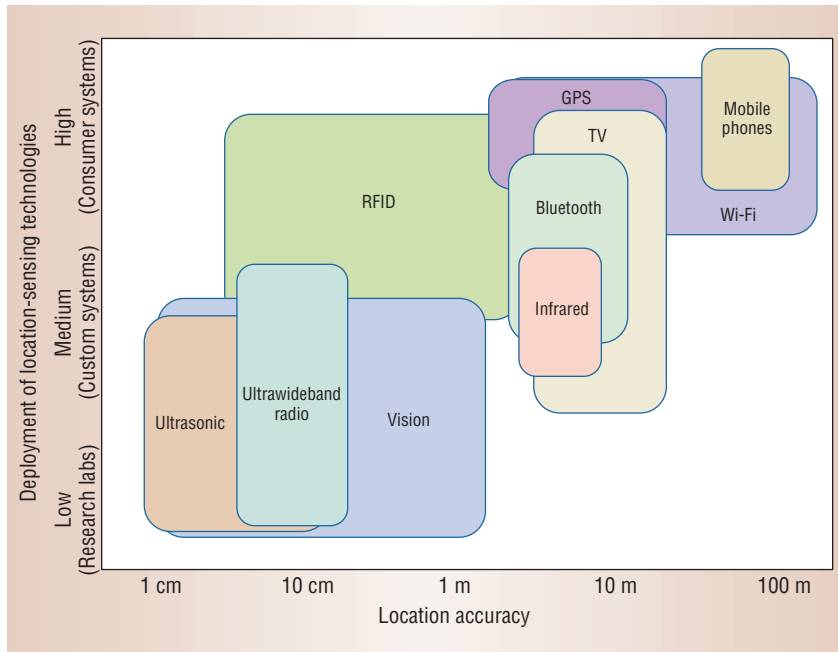 Deployment of location-sensing technologies
High
(Consumer systems)
Medium
(Custom systems)
Low
(Research labs)
GPS
TV
Mobile
phones
RFID
Bluetooth
Wi-Fi
Infrared
Ultrawideband
radio
Ultrasonic
Vision
1 cm
10 cm
1 m
10 m
100 m
Location accuracy